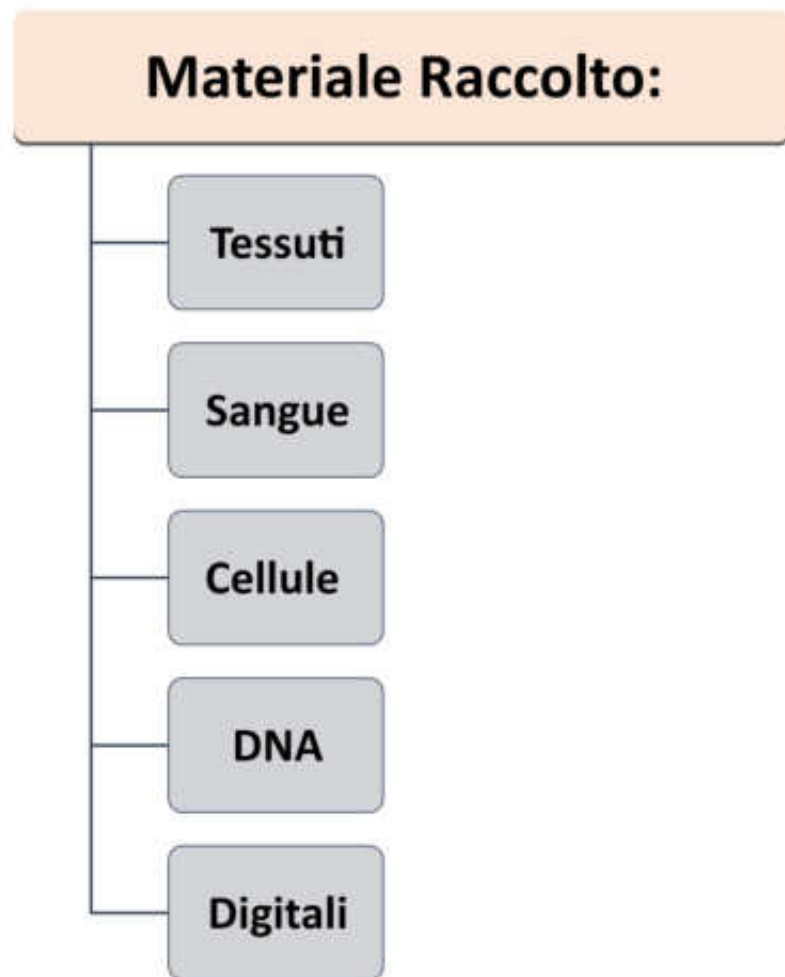 Materiale Raccolto:
Tessuti
Sangue
Cellule
DNA
Digitali